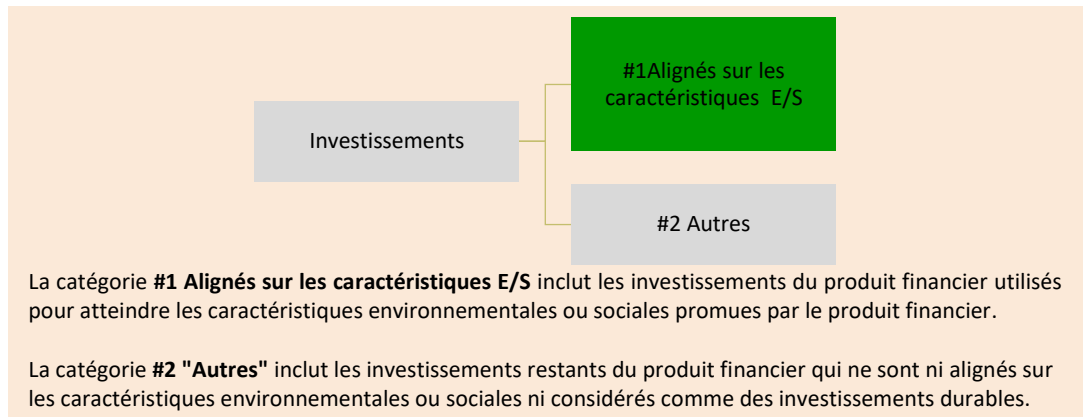 #1Alignés sur les
caractéristiques E/S
Investissements
#2 Autres
La catégorie #1 Alignés sur les caractéristiques E/S inclut les investissements du produit financier utilisés
pour atteindre les caractéristiques environnementales ou sociales promues par le produit financier.
La catégorie #2 "Autres" inclut les investissements restants du produit financier qui ne sont ni alignés sur
les caractéristiques environnementales ou sociales ni considérés comme des investissements durables.